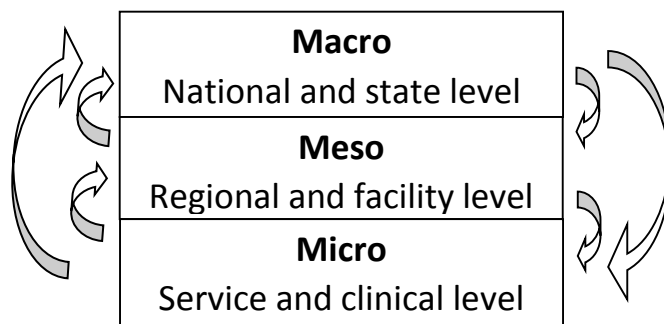 Macro
National and state level
Meso
Regional and facility level
Micro
Service and clinical level